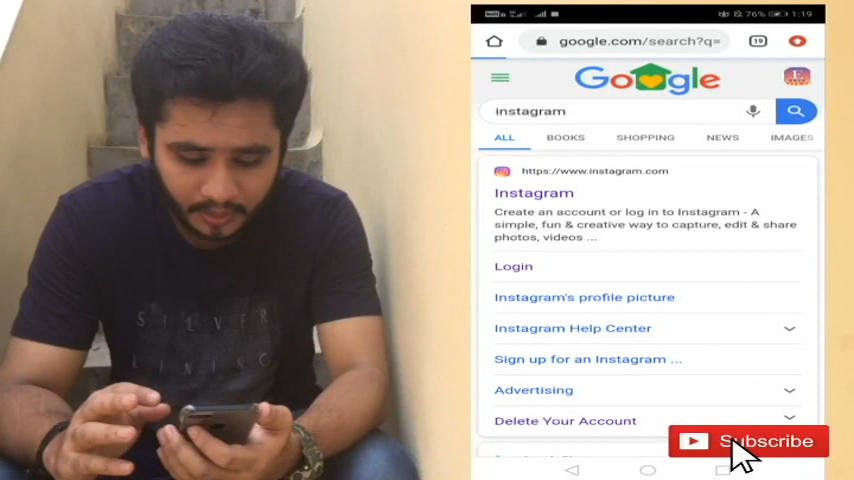 SILVER
LINING
76% 1:19
google.com/search?q=
19
Google
E
instagram
ALL BOOKS SHOPPING NEWS IMAGES
https://www.instagram.com
Instagram
Create an account or log in to Instagram - A
simple, fun & creative way to capture, edit & share
photos, videos ...
Login
Instagram's profile picture
Instagram Help Center
Sign up for an Instagram ...
Advertising
Delete Your Account
Subscribe